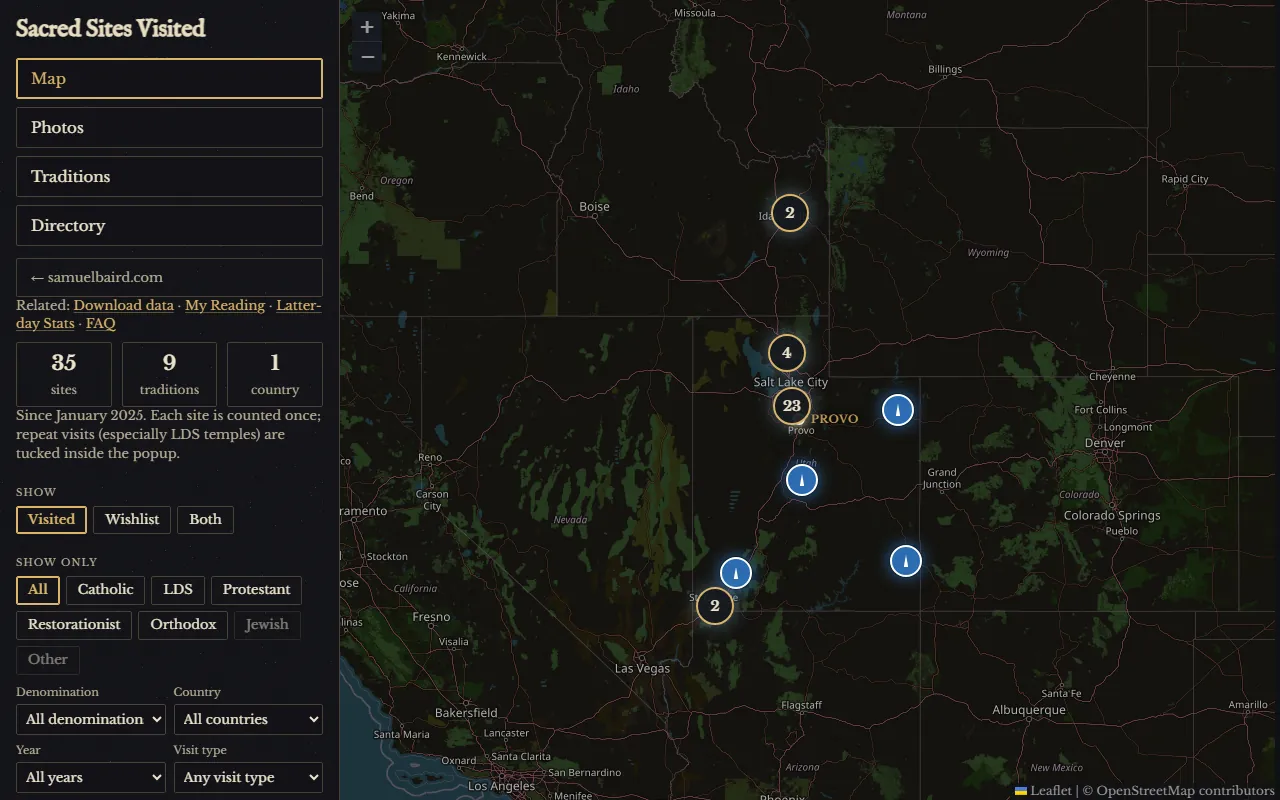 Sacred Sites Visited
Map
Photos
Traditions
Directory
← samuelbaird.com
Related: Download data · My Reading · Latter-
day Stats · FAQ
35
sites
9
traditions
1
country
Since January 2025. Each site is counted once;
repeat visits (especially LDS temples) are
tucked inside the popup.
SHOW
Visited
Wishlist
Both
SHOW ONLY
All
Catholic
LDS
Protestant
Restorationist
Orthodox
Jewish
Other
Denomination
Country
All denomination
All countries
Year
Visit type
All years
Any visit type
+
−
Yakima
Missoula
Montana
Kennewick
Billings
Idaho
Oregon
Bend
Rapid City
Boise
2
Wyoming
4
Salt Lake City
Cheyenne
23
PROVO
Provo
Fort Collins
Longmont
Denver
Reno
Utah
Grand
Junction
Carson
City
Colorado
Nevada
Colorado Springs
Pueblo
Stockton
California
2
Fresno
Visalia
Las Vegas
Santa Fe
Flagstaff
Albuquerque
Amarillo
Bakersfield
Santa Maria
Lancaster
Oxnard
Santa Clarita
San Bernardino
Arizona
New Mexico
Los Angeles
Menifee
Phoenix
Leaflet | © OpenStreetMap contributors